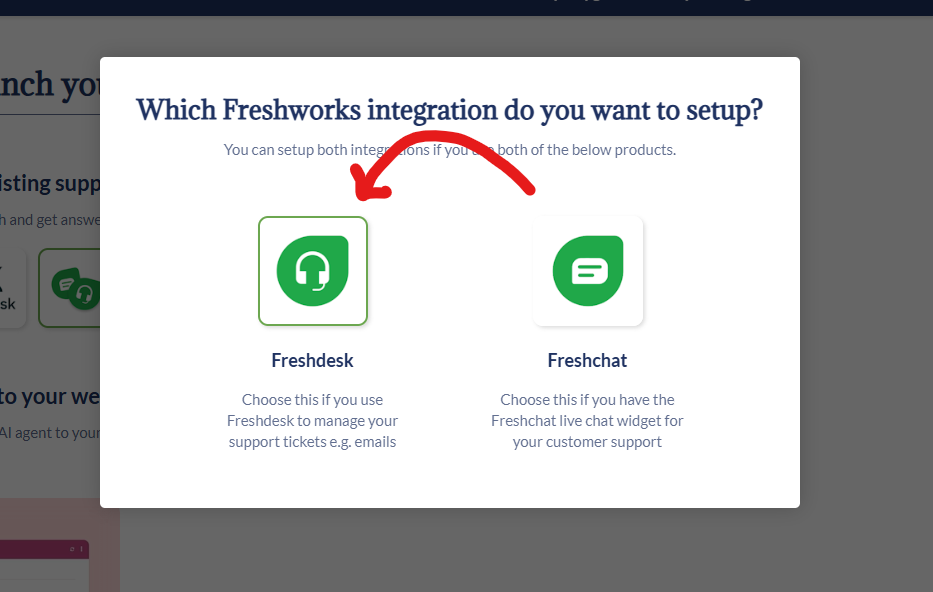 nch you
Which Freshworks integration do you want to setup?
You can setup both integrations if you use both of the below products.
isting supp
h and get answe
sk
Freshdesk
Freshchat
Choose this if you use
Freshdesk to manage your
support tickets e.g. emails
Choose this if you have the
Freshchat live chat widget for
your customer support
to your we
AI agent to your